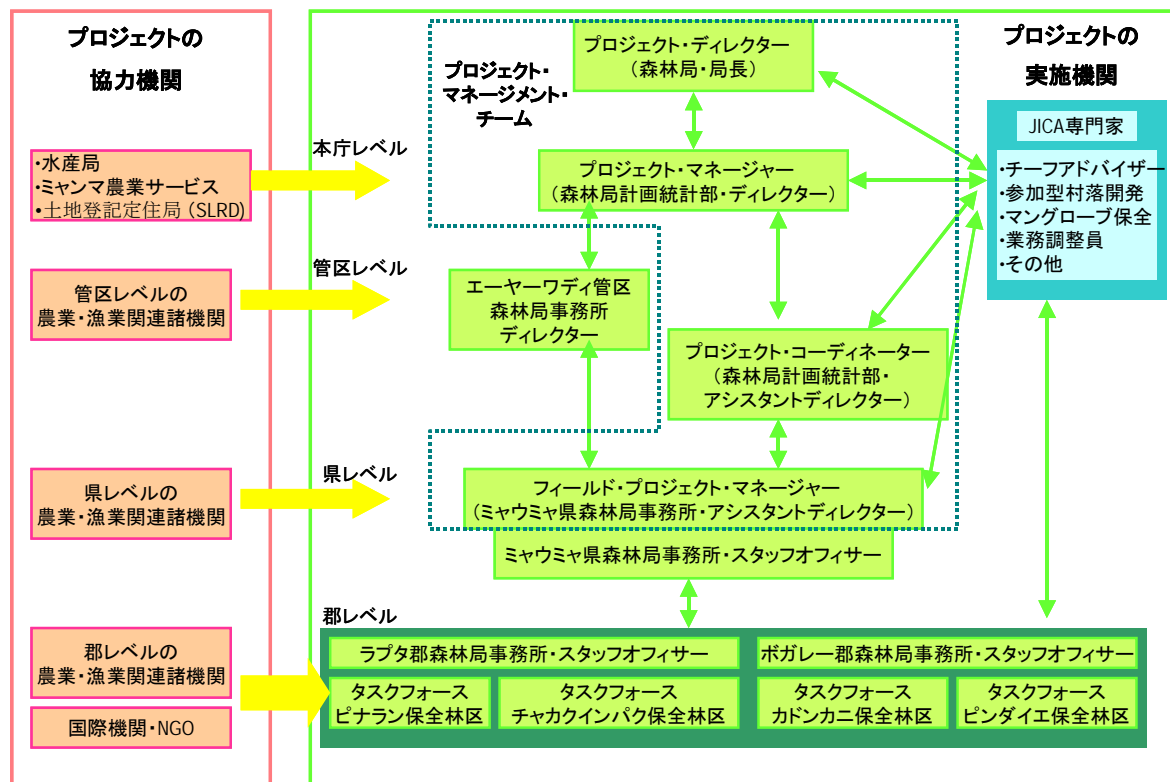 プロジェクトの
協力機関
・水産局
・ミャンマ農業サービス
・土地登記定住局 (SLRD)
管区レベルの
農業・漁業関連諸機関
県レベルの
農業・漁業関連諸機関
郡レベルの
農業・漁業関連諸機関
国際機関・NGO
プロジェクト・
マネージメント・
チーム
本庁レベル
管区レベル
県レベル
郡レベル
プロジェクト・ディレクター
（森林局・局長）
プロジェクト・マネージャー
（森林局計画統計部・ディレクター）
エーヤーワディ管区
森林局事務所
ディレクター
プロジェクト・コーディネーター
（森林局計画統計部・
アシスタントディレクター）
フィールド・プロジェクト・マネージャー
（ミャウミャ県森林局事務所・アシスタントディレクター）
ミャウミャ県森林局事務所・スタッフオフィサー
ラプタ郡森林局事務所・スタッフオフィサー
ボガレー郡森林局事務所・スタッフオフィサー
タスクフォース
ピナラン保全林区
タスクフォース
チャカクインパク保全林区
タスクフォース
カドンカニ保全林区
タスクフォース
ピンダイエ保全林区
プロジェクトの
実施機関
JICA専門家
・チーフアドバイザー
・参加型村落開発
・マングローブ保全
・業務調整員
・その他